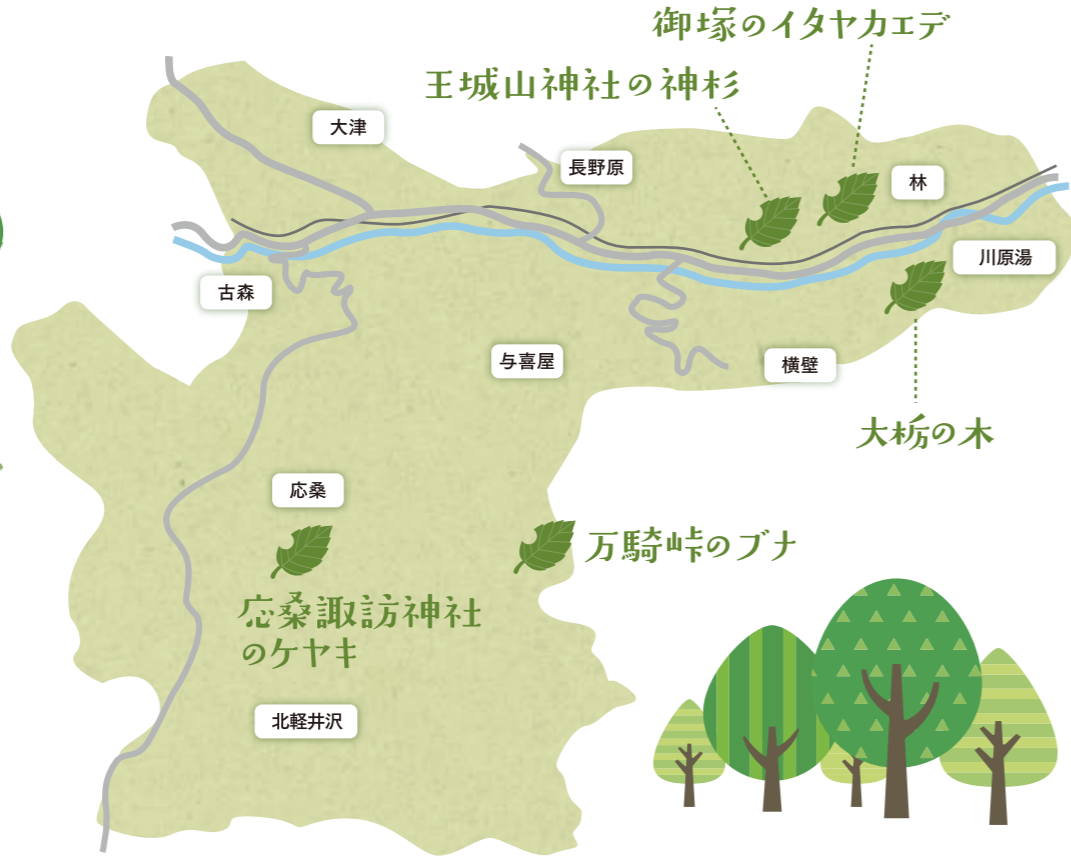 御塚のイタヤカエデ
王城山神社の神杉
大津
長野原
林
川原湯
古森
与喜屋
横壁
大栃の木
応桑
万騎峠のブナ
応桑諏訪神社
のケヤキ
北軽井沢